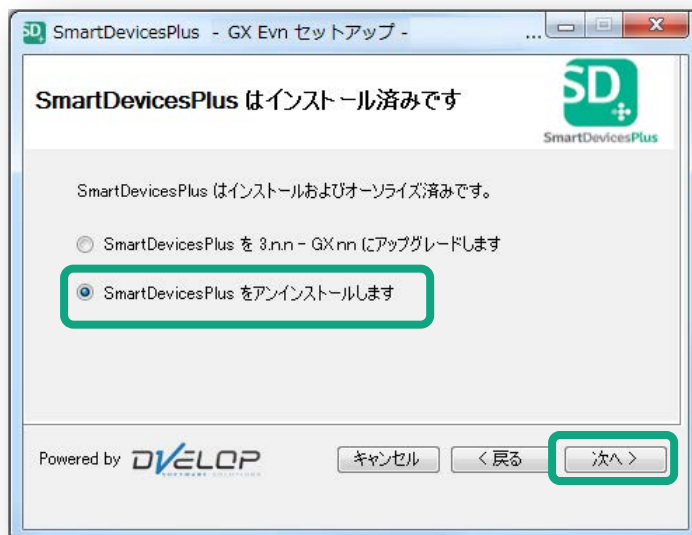 SmartDevicesPlus - GX Evn セットアップ - ...
SmartDevicesPlus はインストール済みです
SD
SmartDevicesPlus
SmartDevicesPlus はインストールおよびオーソライズ済みです。
SmartDevicesPlus を 3.n.n - GX nn にアップグレードします
SmartDevicesPlus をアンインストールします
Powered by DVELOP
SOFTWARE SOLUTIONS
キャンセル
< 戻る
次へ >